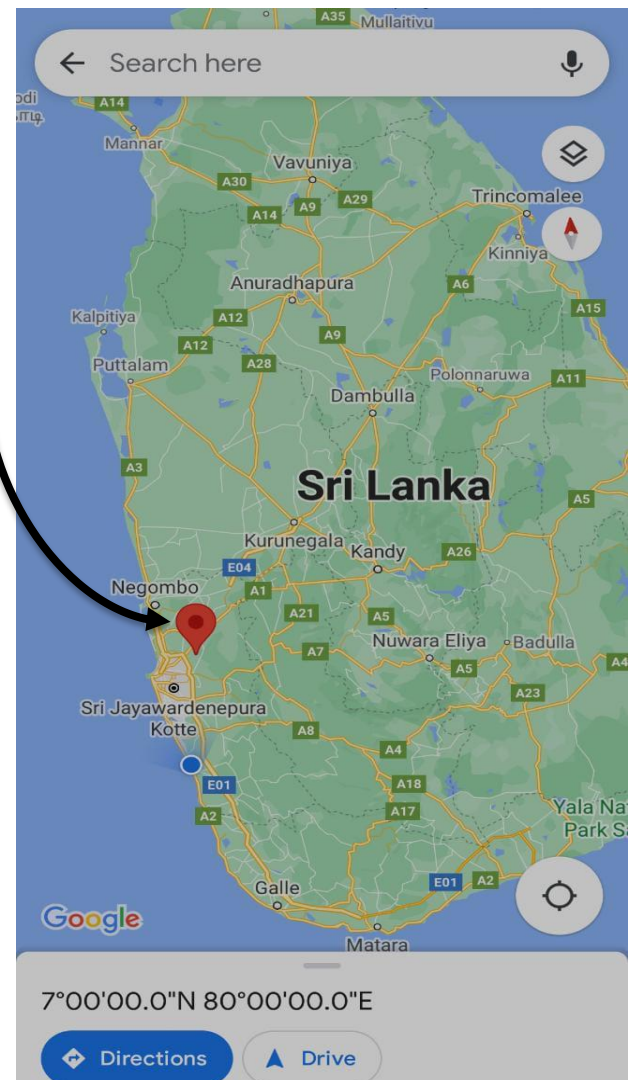 A35
Mullaitivu
Search here
A14
Mannar
Vavuniya
A30
A9
A29
A14
Trincomalee
Kinniya
Anuradhapura
A6
Kalpitiya
A12
A15
A9
A12
Puttalam
A28
Polonnaruwa
A11
Dambulla
A3
Sri Lanka
A5
Kurunegala
Kandy
A26
E04
Negombo
A1
A21
A5
Nuwara Eliya
Badulla
A7
A5
A4
A23
Sri Jayawardenepura
Kotte
A8
A4
E01
A18
A2
A17
Yala Na
Park Sa
Galle
E01
A2
Google
Matara
7°00'00.0"N 80°00'00.0"E
Directions
Drive